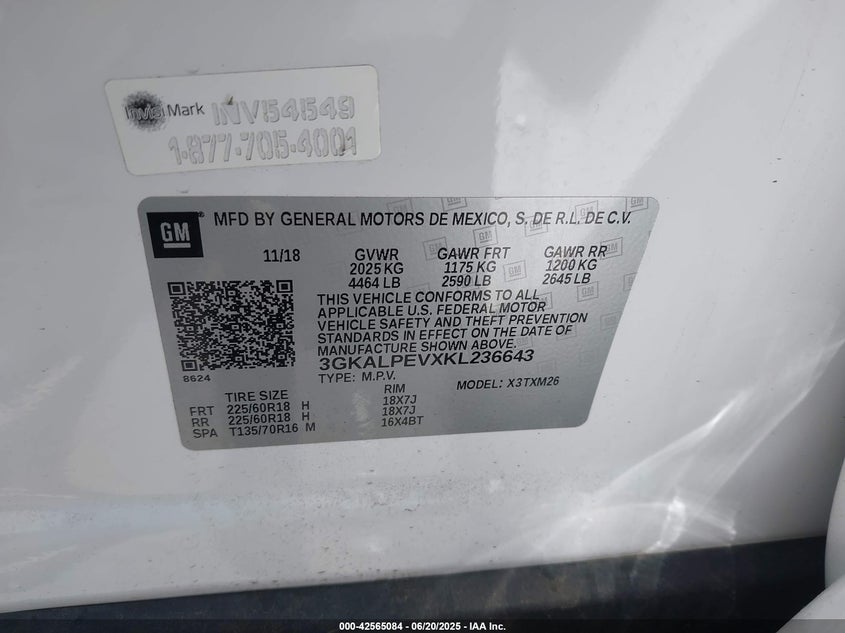 InvisiMark INV154549
1-877-705-4001
GM ® MFD BY GENERAL MOTORS DE MEXICO, S. DE R.L. DE C.V.
11/18 GVWR GAWR FRT GAWR RR
2025 KG 1175 KG 1200 KG
4464 LB 2590 LB 2645 LB
THIS VEHICLE CONFORMS TO ALL
APPLICABLE U.S. FEDERAL MOTOR
VEHICLE SAFETY AND THEFT PREVENTION
STANDARDS IN EFFECT ON THE DATE OF
MANUFACTURE SHOWN ABOVE.
8624 3GKALPEVXKL236643
TYPE: M.P.V. MODEL: X3TXM26
TIRE SIZE RIM
FRT 225/60R18 H 18X7J
RR 225/60R18 H 18X7J
SPA T135/70R16 M 16X4BT
000-42565084 - 06/20/2025 - IAA Inc.